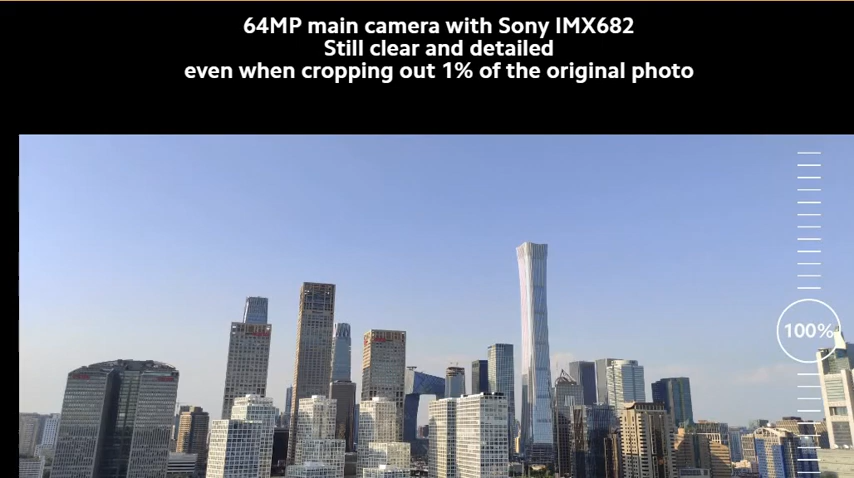 64MP main camera with Sony IMX682
Still clear and detailed
even when cropping out 1% of the original photo
100%